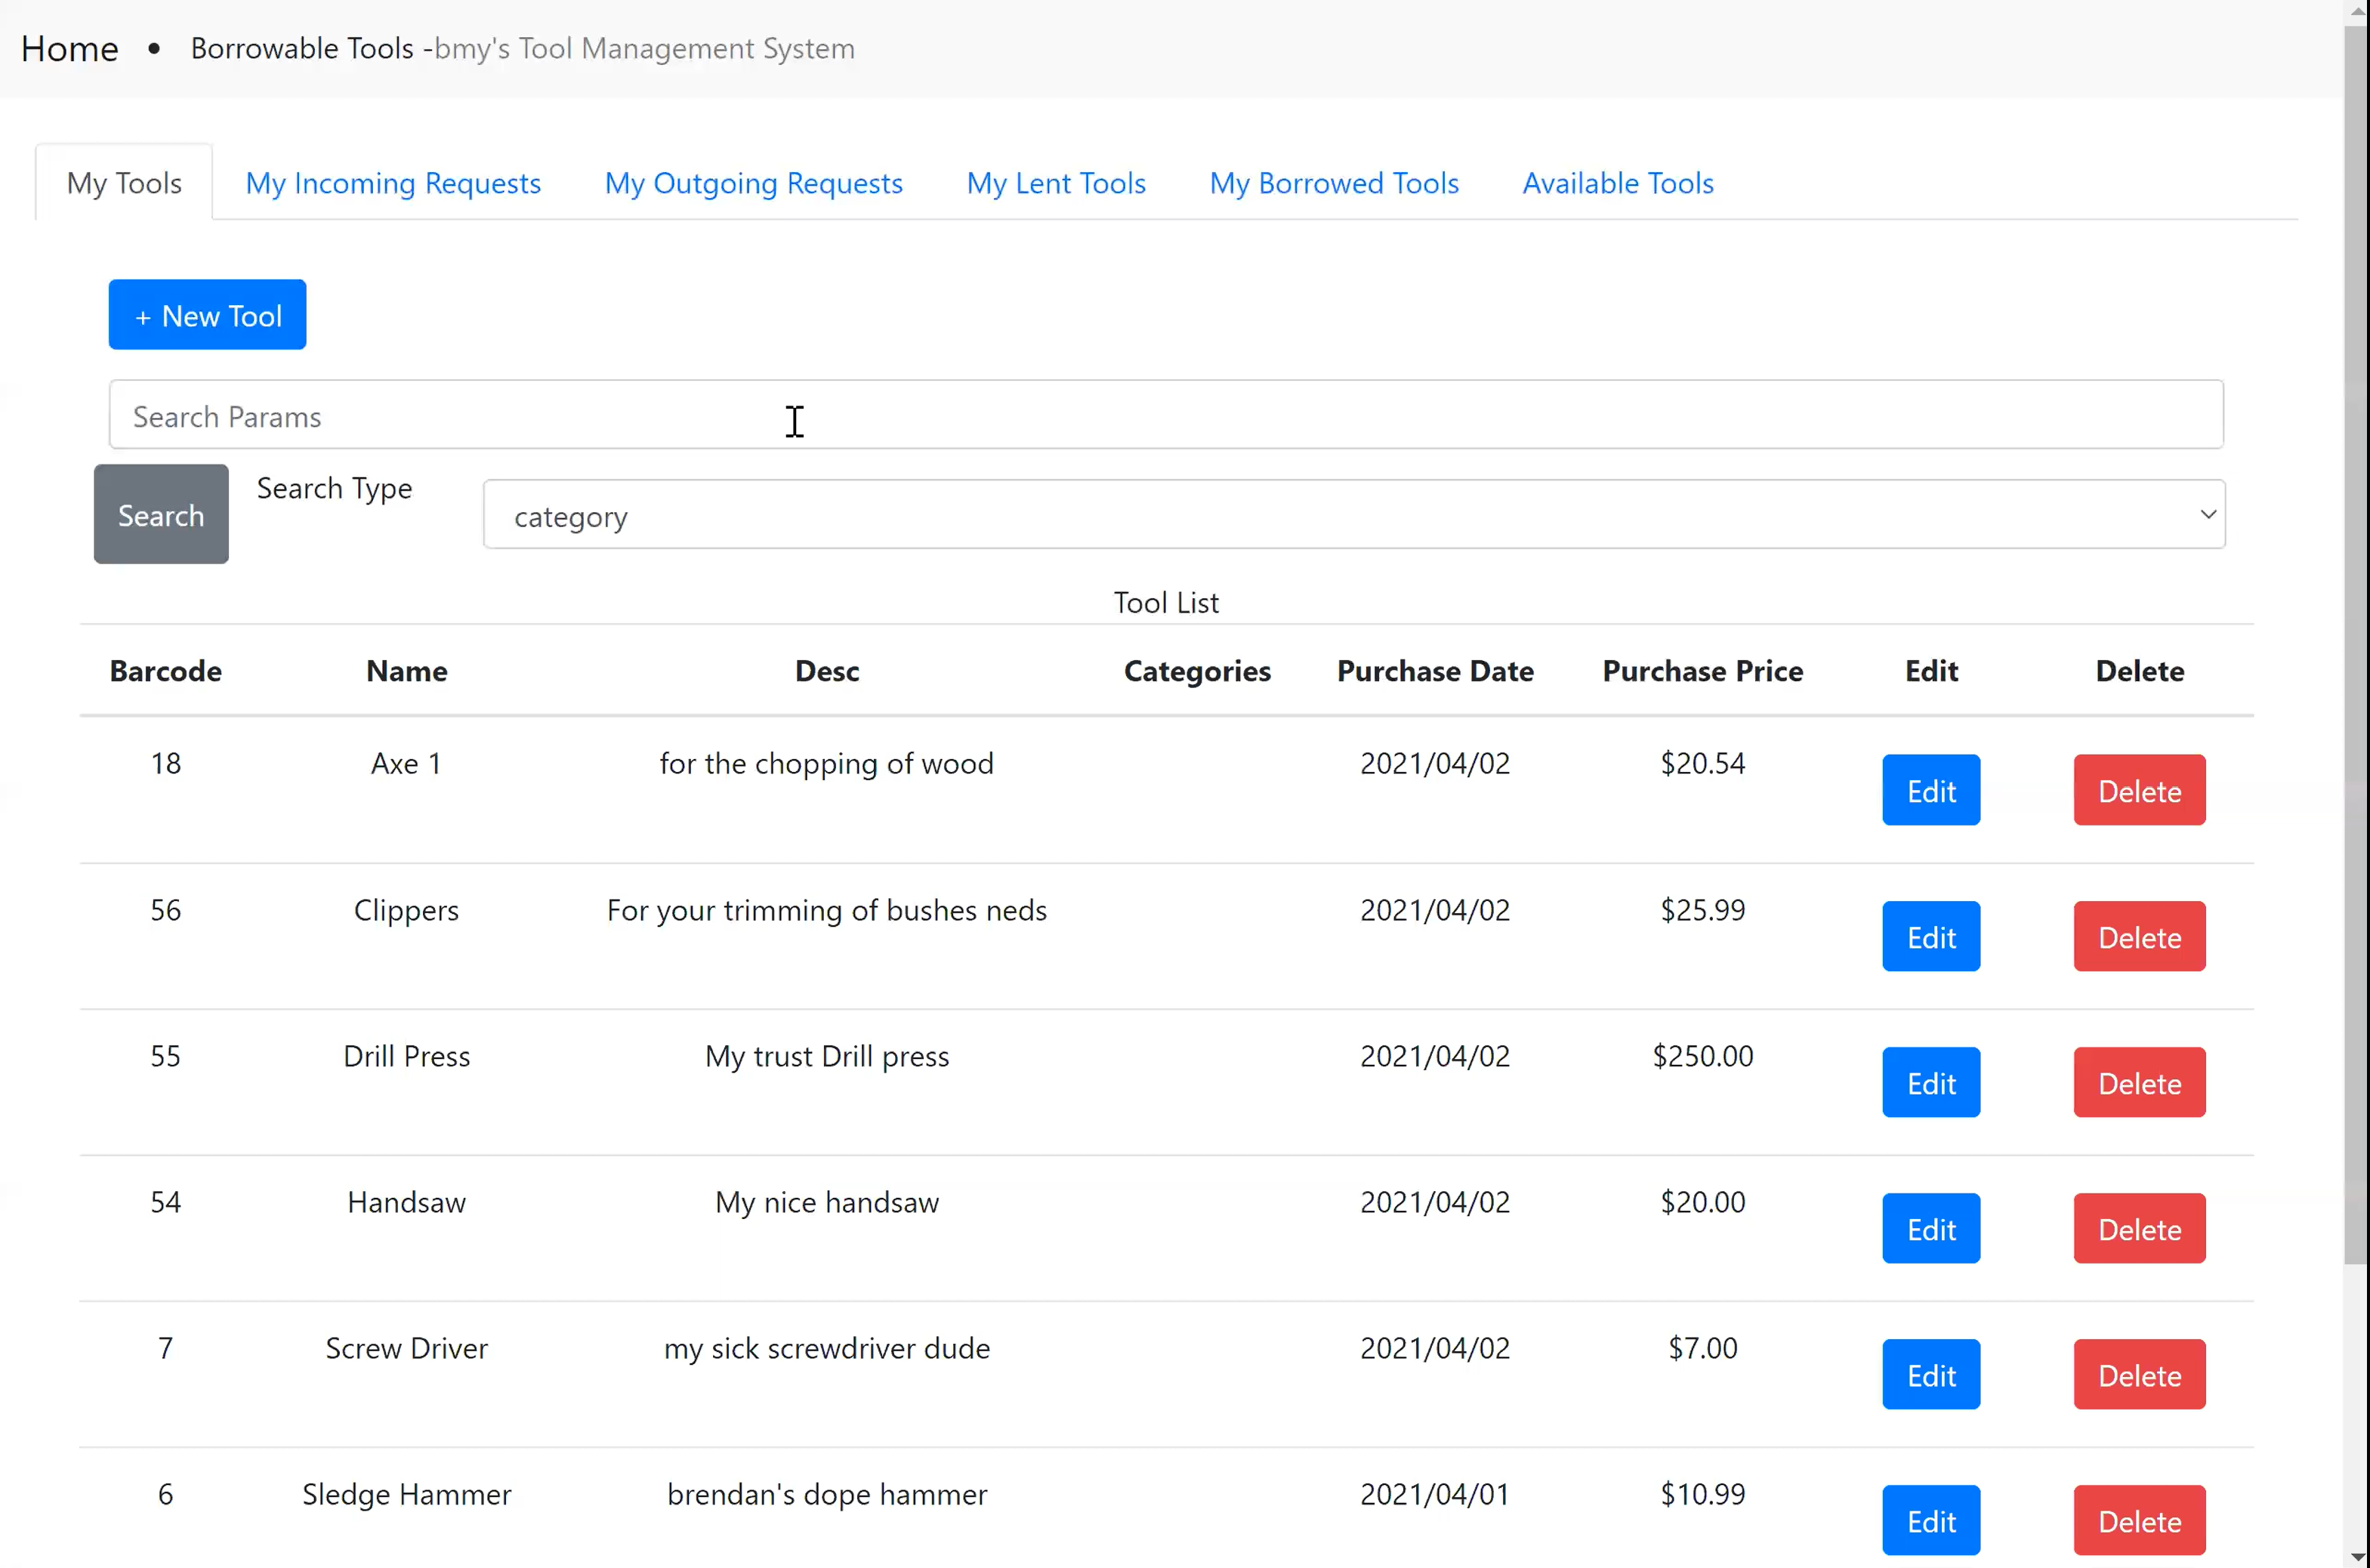 Home • Borrowable Tools -bmy's Tool Management System
My Tools My Incoming Requests My Outgoing Requests My Lent Tools My Borrowed Tools Available Tools
+ New Tool
Search Params
Search Search Type category
Tool List
Barcode Name Desc Categories Purchase Date Purchase Price Edit Delete
18 Axe 1 for the chopping of wood 2021/04/02 $20.54 Edit Delete
56 Clippers For your trimming of bushes neds 2021/04/02 $25.99 Edit Delete
55 Drill Press My trust Drill press 2021/04/02 $250.00 Edit Delete
54 Handsaw My nice handsaw 2021/04/02 $20.00 Edit Delete
7 Screw Driver my sick screwdriver dude 2021/04/02 $7.00 Edit Delete
6 Sledge Hammer brendan's dope hammer 2021/04/01 $10.99 Edit Delete